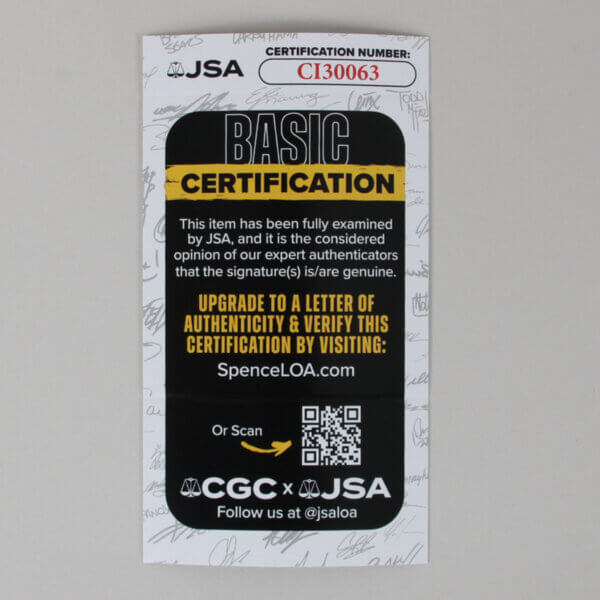 CERTIFICATION NUMBER:
JSA
CI30063
BASIC
CERTIFICATION
This item has been fully examined
by JSA, and it is the considered
opinion of our expert authenticators
that the signature(s) is/are genuine.
UPGRADE TO A LETTER OF
AUTHENTICITY & VERIFY THIS
CERTIFICATION BY VISITING:
SpenceLOA.com
Or Scan
CGC x JSA
Follow us at @jsaloa